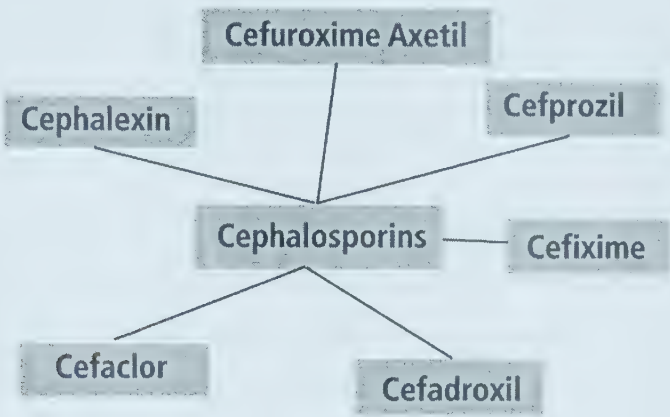 Cefuroxime Axetil
Cephalexin
Cefprozil
Cephalosporins
Cefixime
Cefaclor
Cefadroxil